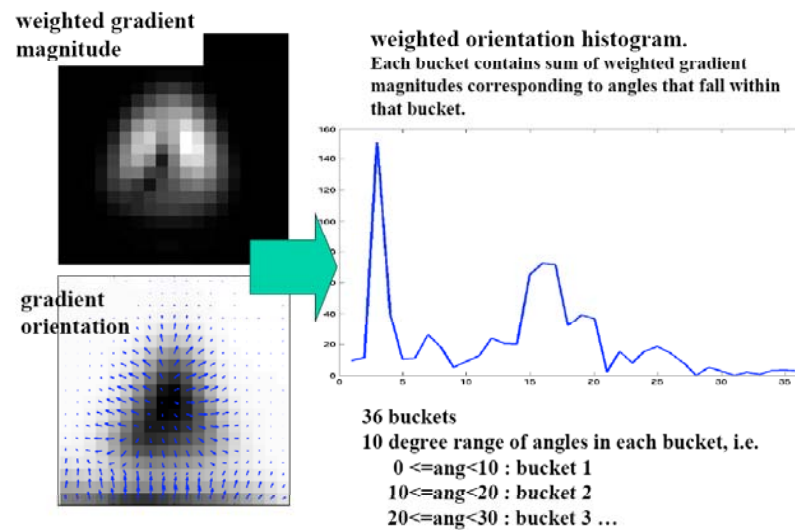 weighted gradient
magnitude
weighted orientation histogram.
Each bucket contains sum of weighted gradient
magnitudes corresponding to angles that fall within
that bucket.
160
140
120
100
80
60
40
20
0
0 5 10 15 20 25 30 35
gradient
orientation
36 buckets
10 degree range of angles in each bucket, i.e.
0 <=ang<10 : bucket 1
10<=ang<20 : bucket 2
20<=ang<30 : bucket 3 …